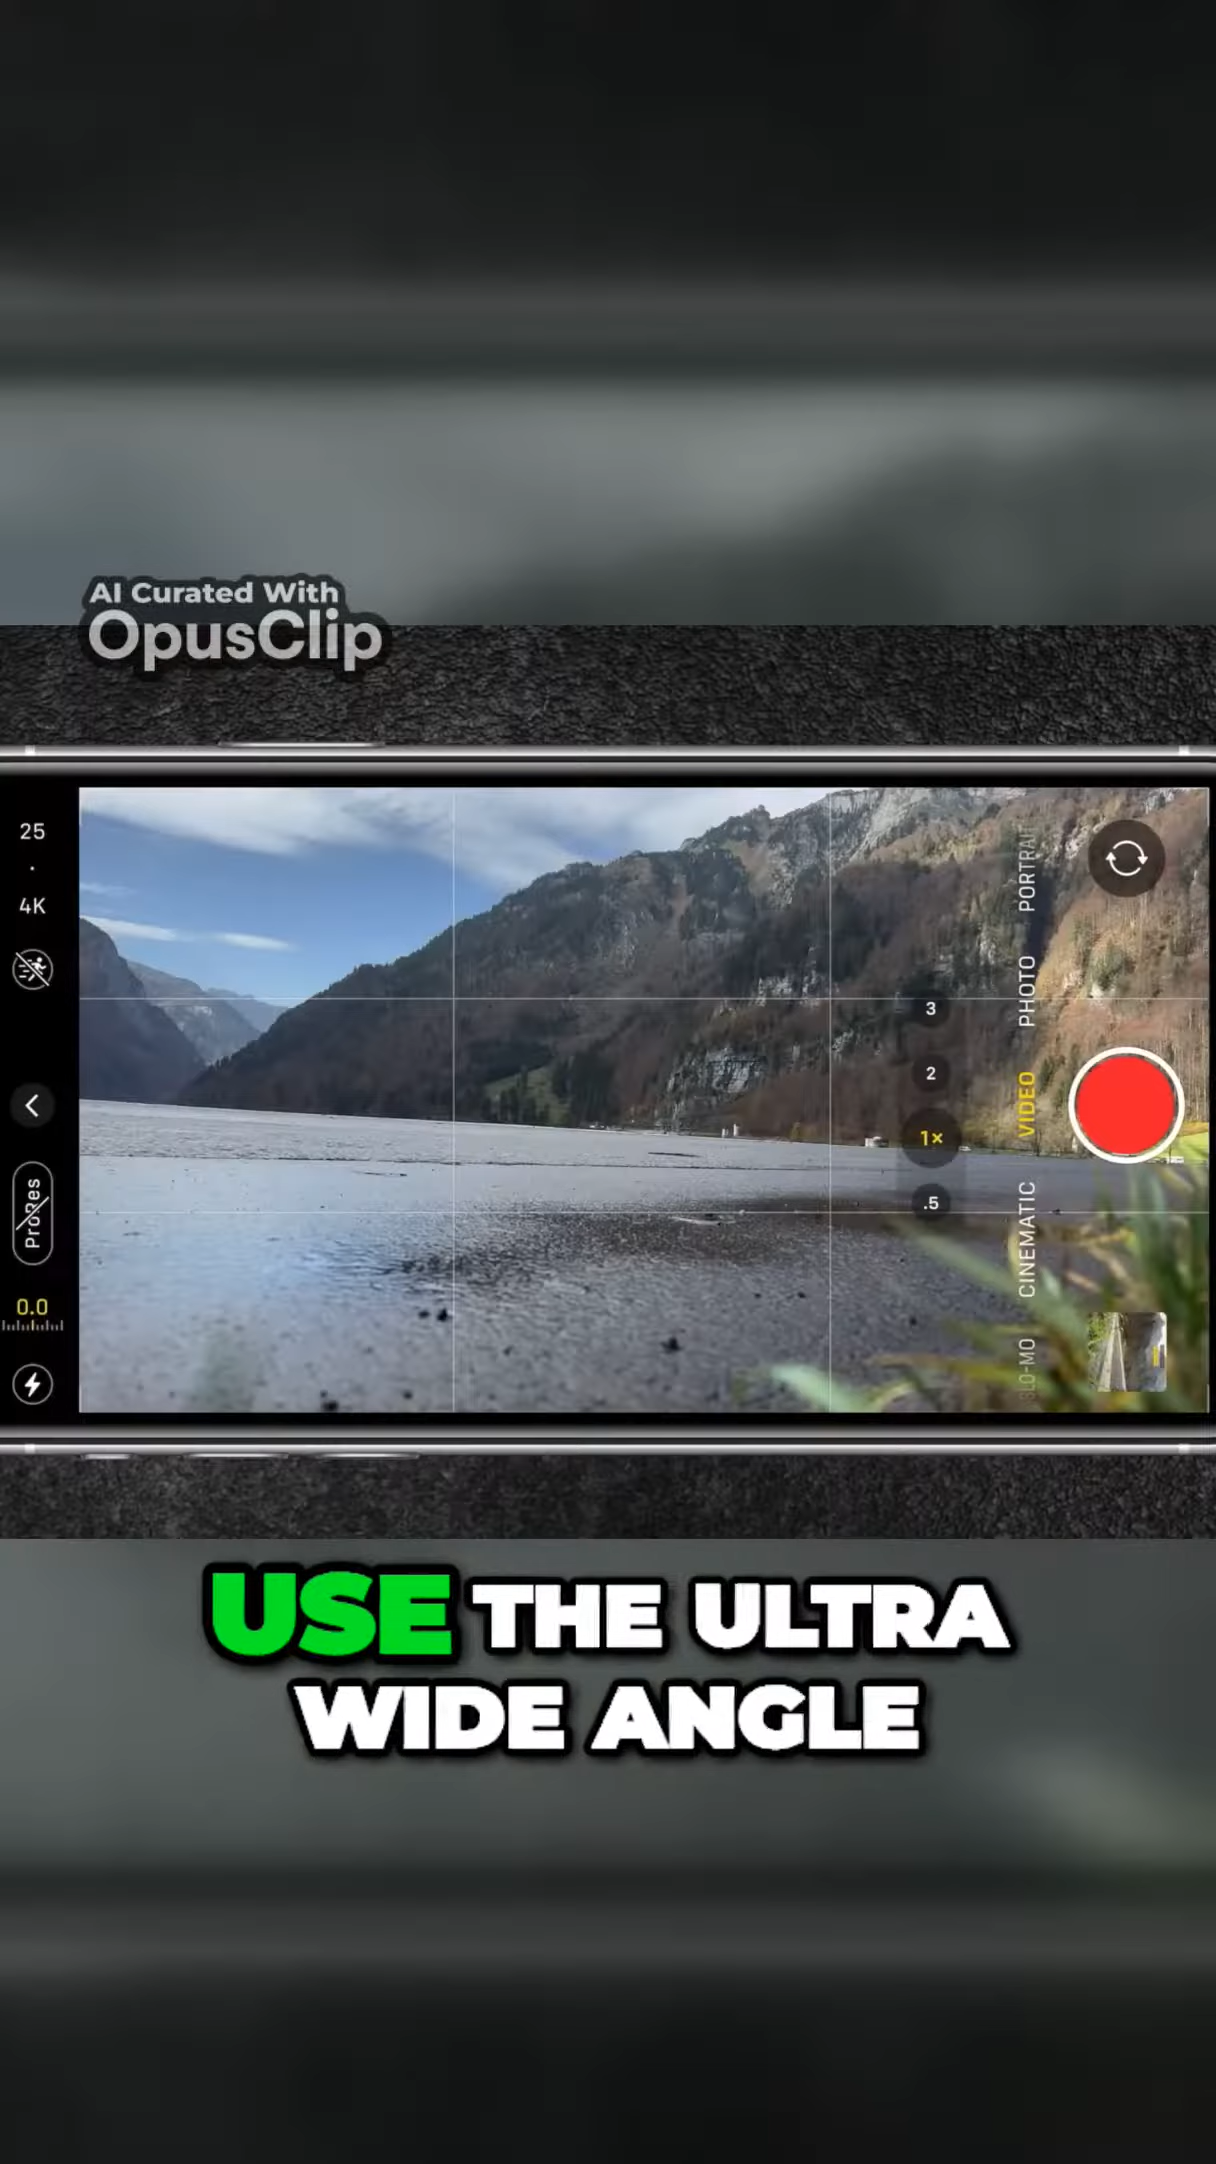 AI Curated With
OpusClip
25
·
4K
PORTRAIT
PHOTO
VIDEO
CINEMATIC
SLO-MO
3
2
1×
.5
ProRes
0.0
USE THE ULTRA
WIDE ANGLE